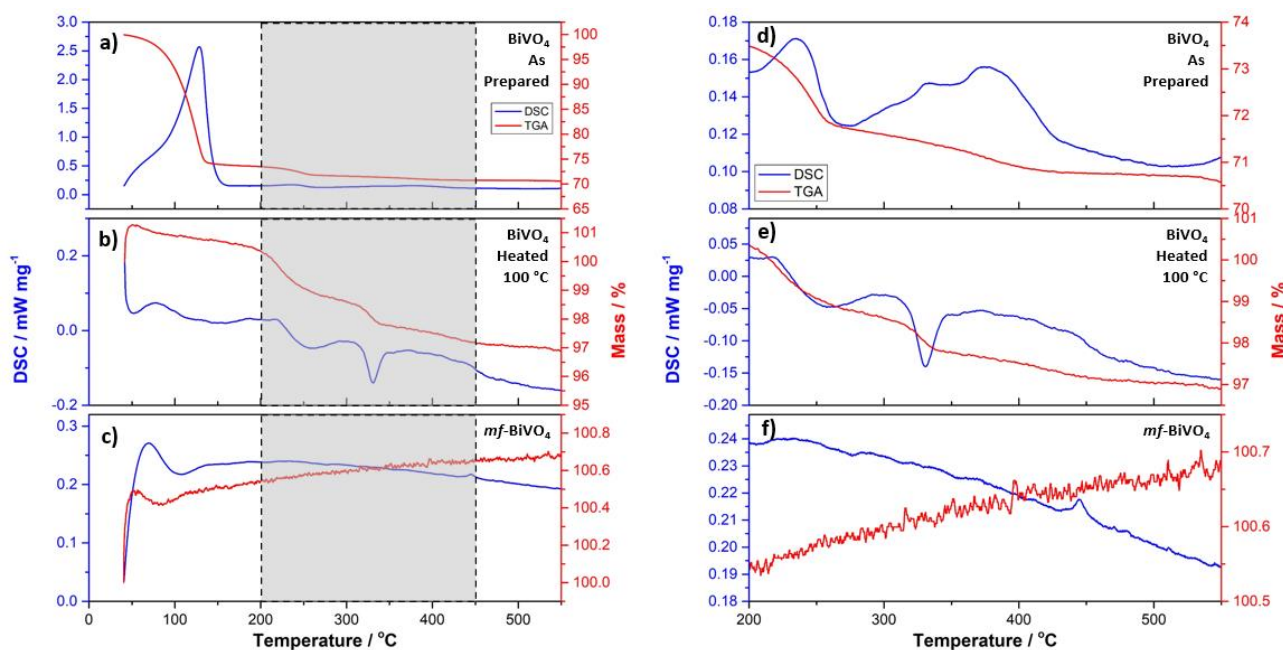 a)
BiVO₄
As
Prepared
DSC
TGA
3.0
2.5
2.0
1.5
1.0
0.5
0.0
100
95
90
85
80
75
70
65
b)
BiVO₄
Heated
100 °C
0.2
0.0
-0.2
101
100
99
98
97
96
95
DSC / mW mg⁻¹
Mass / %
c)
mf-BiVO₄
0.3
0.2
0.1
0.0
100.8
100.6
100.4
100.2
100.0
0
100
200
300
400
500
Temperature / °C
d)
BiVO₄
As
Prepared
DSC
TGA
0.18
0.16
0.14
0.12
0.10
0.08
74
73
72
71
70
e)
BiVO₄
Heated
100 °C
0.05
0.00
-0.05
-0.10
-0.15
-0.20
101
100
99
98
97
DSC / mW mg⁻¹
Mass / %
f)
mf-BiVO₄
0.24
0.23
0.22
0.21
0.20
0.19
0.18
100.7
100.6
100.5
200
300
400
500
Temperature / °C